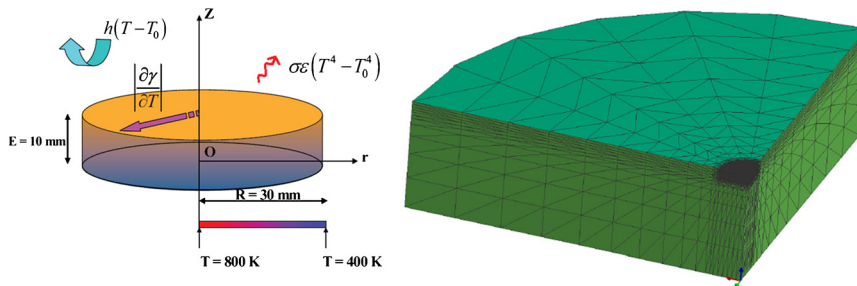 Z
h(T−T₀)
σε(T⁴−T₀⁴)
|∂γ/∂T|
E = 10 mm
O
r
R = 30 mm
T = 800 K
T = 400 K